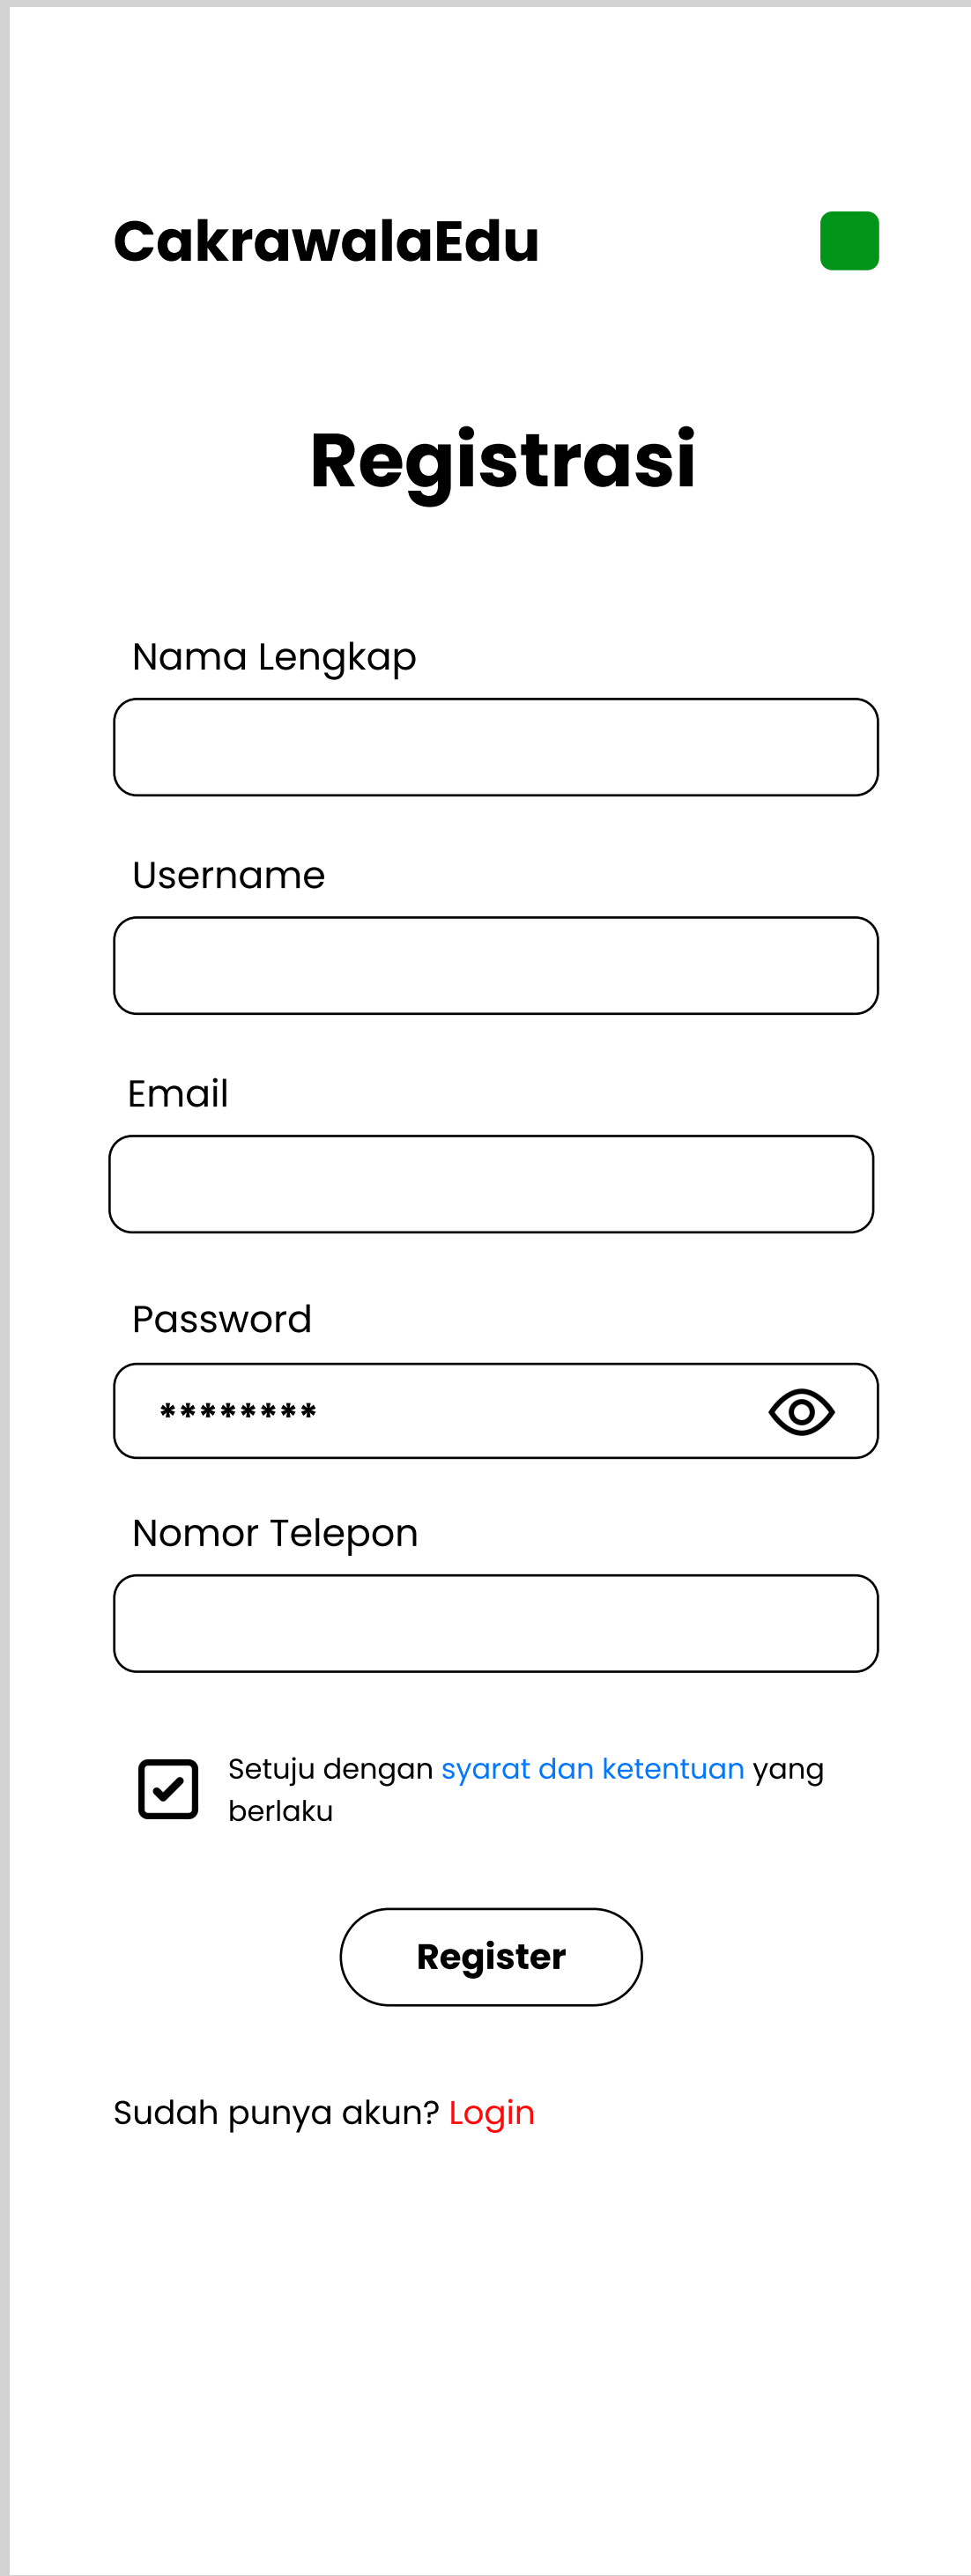 CakrawalaEdu
Registrasi
Nama Lengkap
Username
Email
Password
********
Nomor Telepon
Setuju dengan syarat dan ketentuan yang
berlaku
Register
Sudah punya akun? Login